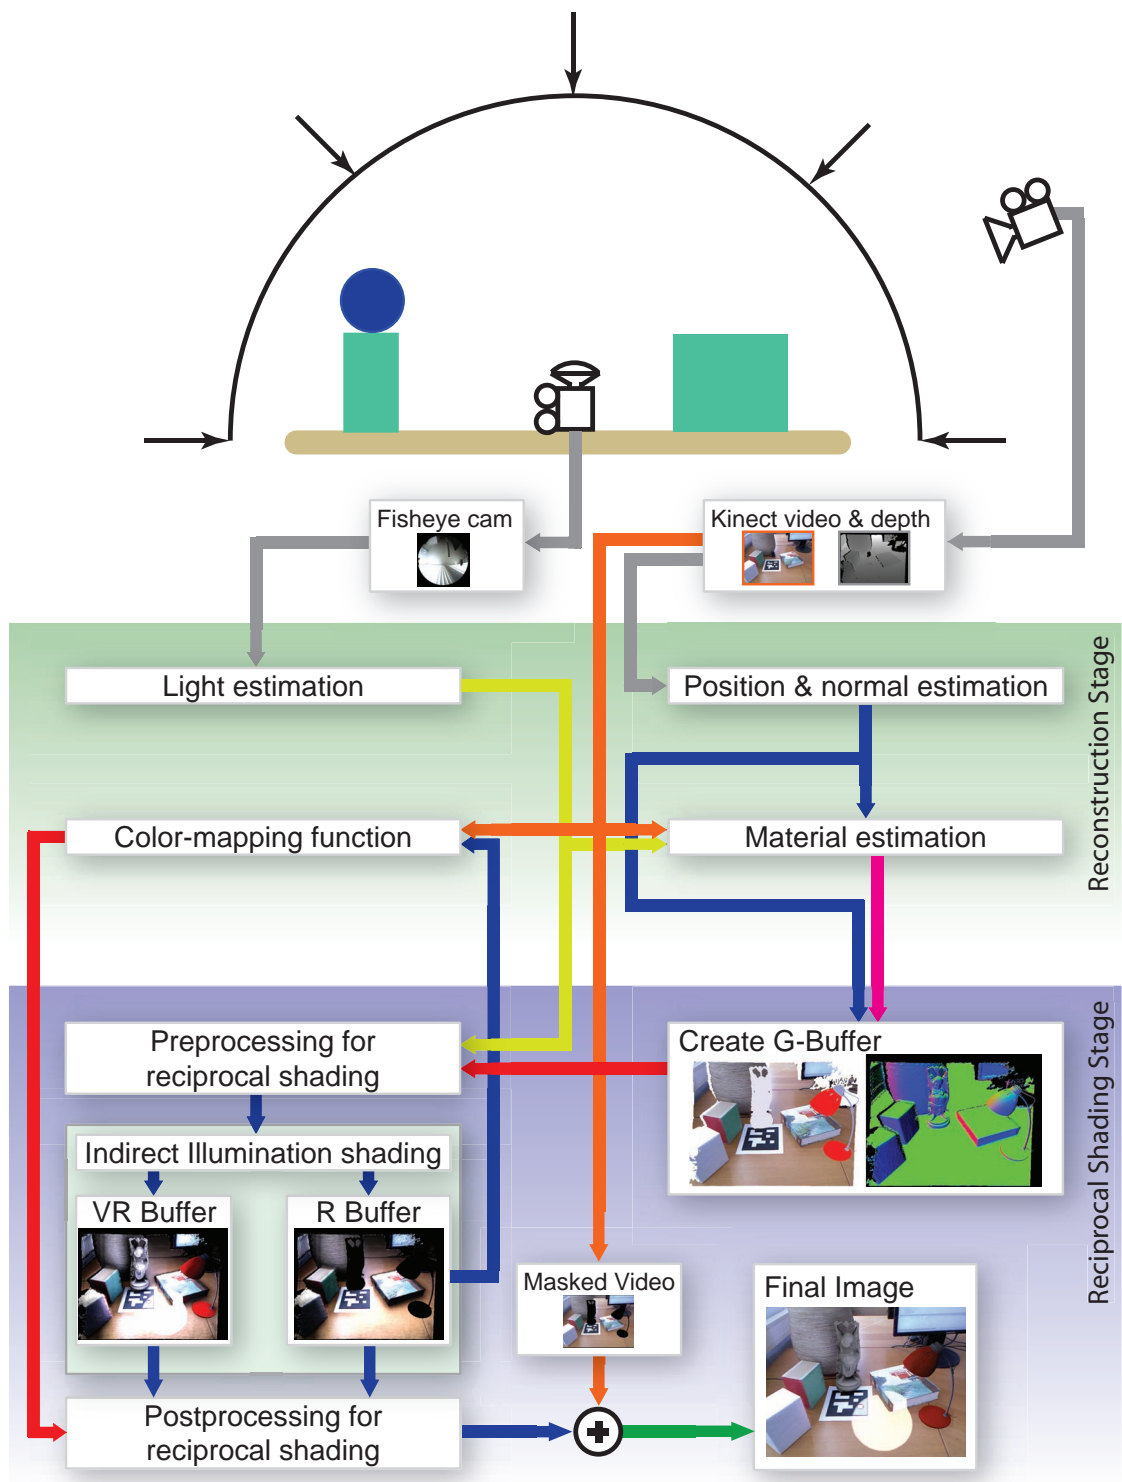 Fisheye cam
Kinect video & depth
Reconstruction Stage
Light estimation
Position & normal estimation
Color-mapping function
Material estimation
Reciprocal Shading Stage
Preprocessing for
reciprocal shading
Create G-Buffer
Indirect Illumination shading
VR Buffer
R Buffer
Masked Video
Final Image
Postprocessing for
reciprocal shading